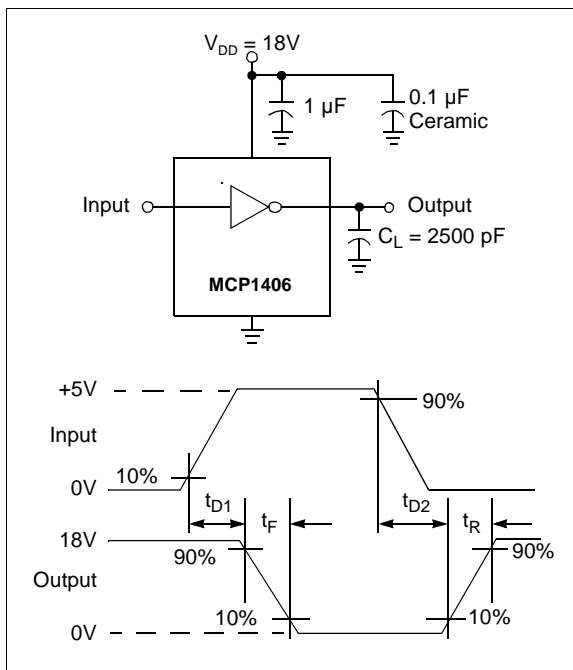 V_DD = 18V
1 µF
0.1 µF
Ceramic
Input
Output
C_L = 2500 pF
MCP1406
+5V
90%
Input
10%
0V
t_D1
t_F
t_D2
t_R
18V
90%
90%
Output
10%
10%
0V